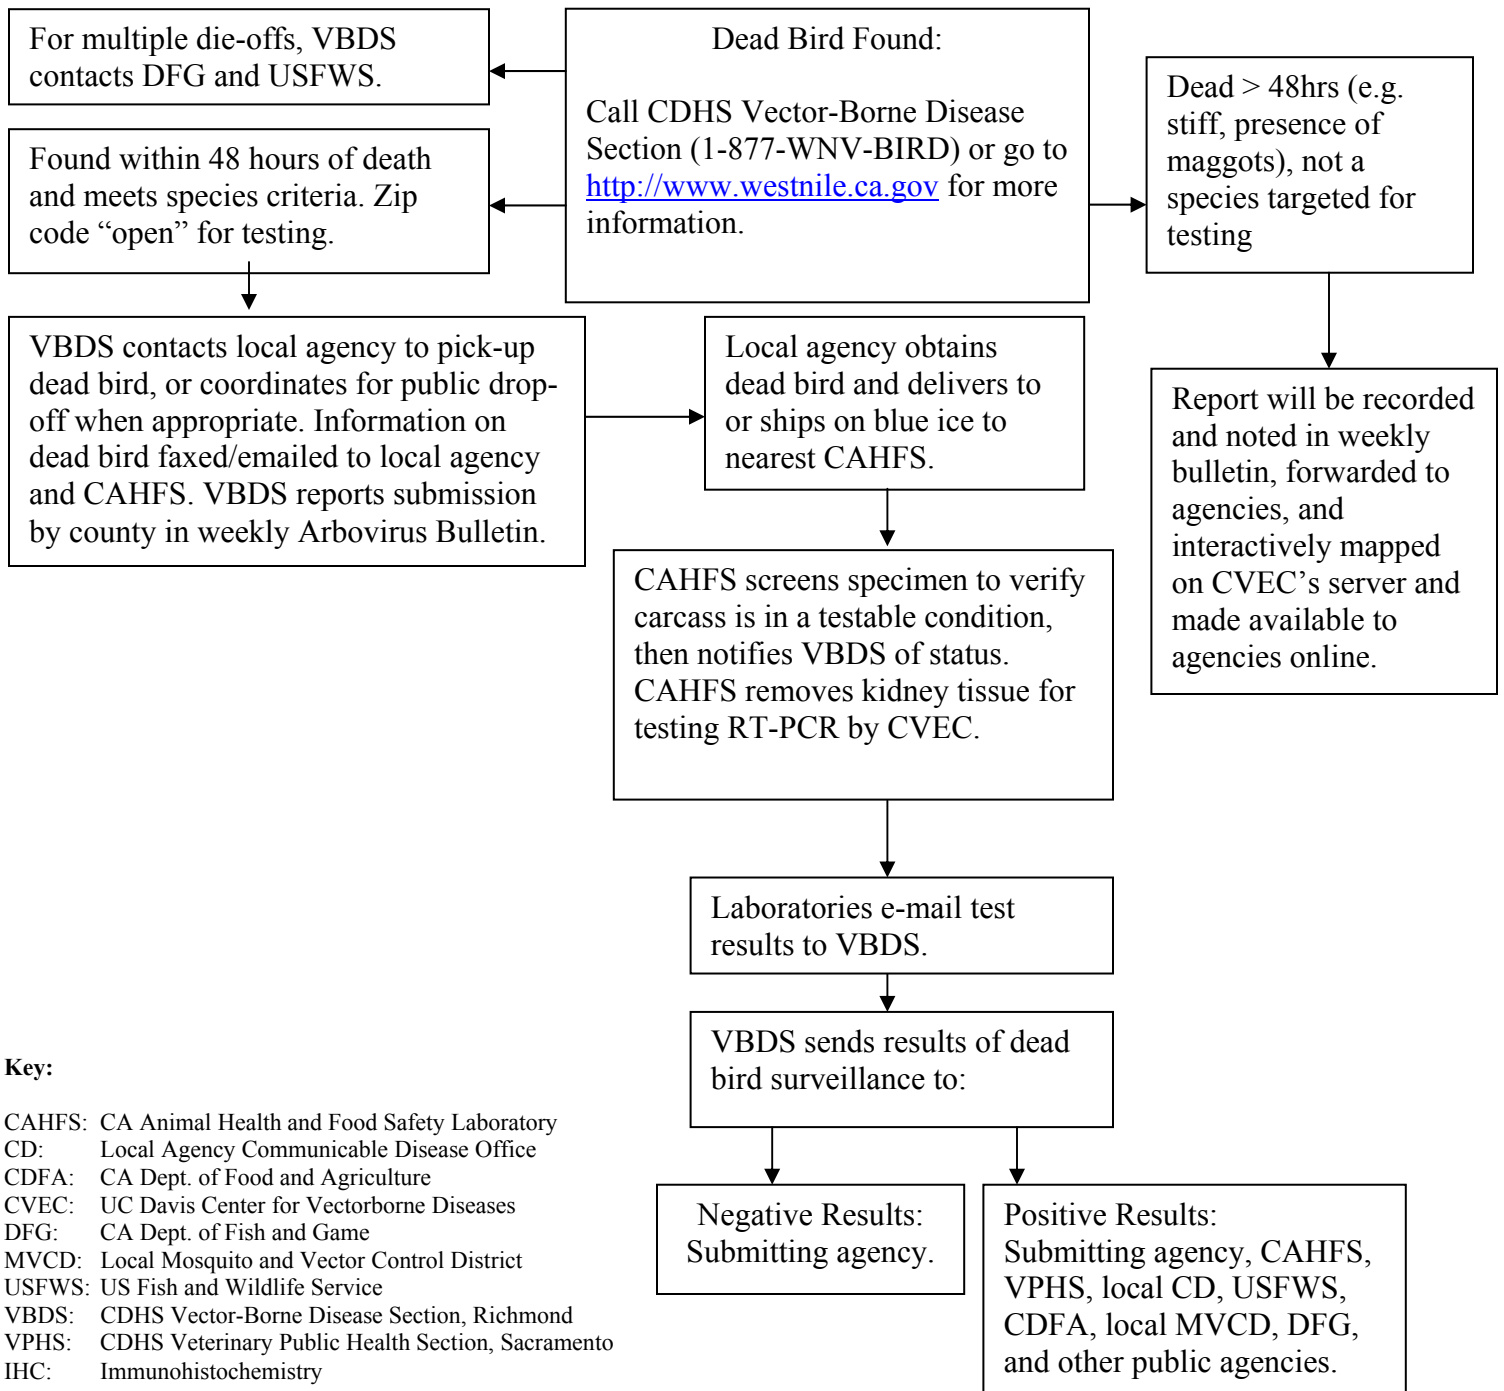 For multiple die-offs, VBDS
contacts DFG and USFWS.
Dead Bird Found:
Call CDHS Vector-Borne Disease
Section (1-877-WNV-BIRD) or go to
http://www.westnile.ca.gov for more
information.
Dead > 48hrs (e.g.
stiff, presence of
maggots), not a
species targeted for
testing
Found within 48 hours of death
and meets species criteria. Zip
code “open” for testing.
VBDS contacts local agency to pick-up
dead bird, or coordinates for public drop-
off when appropriate. Information on
dead bird faxed/emailed to local agency
and CAHFS. VBDS reports submission
by county in weekly Arbovirus Bulletin.
Local agency obtains
dead bird and delivers to
or ships on blue ice to
nearest CAHFS.
Report will be recorded
and noted in weekly
bulletin, forwarded to
agencies, and
interactively mapped
on CVEC’s server and
made available to
agencies online.
CAHFS screens specimen to verify
carcass is in a testable condition,
then notifies VBDS of status.
CAHFS removes kidney tissue for
testing RT-PCR by CVEC.
Laboratories e-mail test
results to VBDS.
VBDS sends results of dead
bird surveillance to:
Negative Results:
Submitting agency.
Positive Results:
Submitting agency, CAHFS,
VPHS, local CD, USFWS,
CDFA, local MVCD, DFG,
and other public agencies.
Key:
CAHFS: CA Animal Health and Food Safety Laboratory
CD: Local Agency Communicable Disease Office
CDFA: CA Dept. of Food and Agriculture
CVEC: UC Davis Center for Vectorborne Diseases
DFG: CA Dept. of Fish and Game
MVCD: Local Mosquito and Vector Control District
USFWS: US Fish and Wildlife Service
VBDS: CDHS Vector-Borne Disease Section, Richmond
VPHS: CDHS Veterinary Public Health Section, Sacramento
IHC: Immunohistochemistry